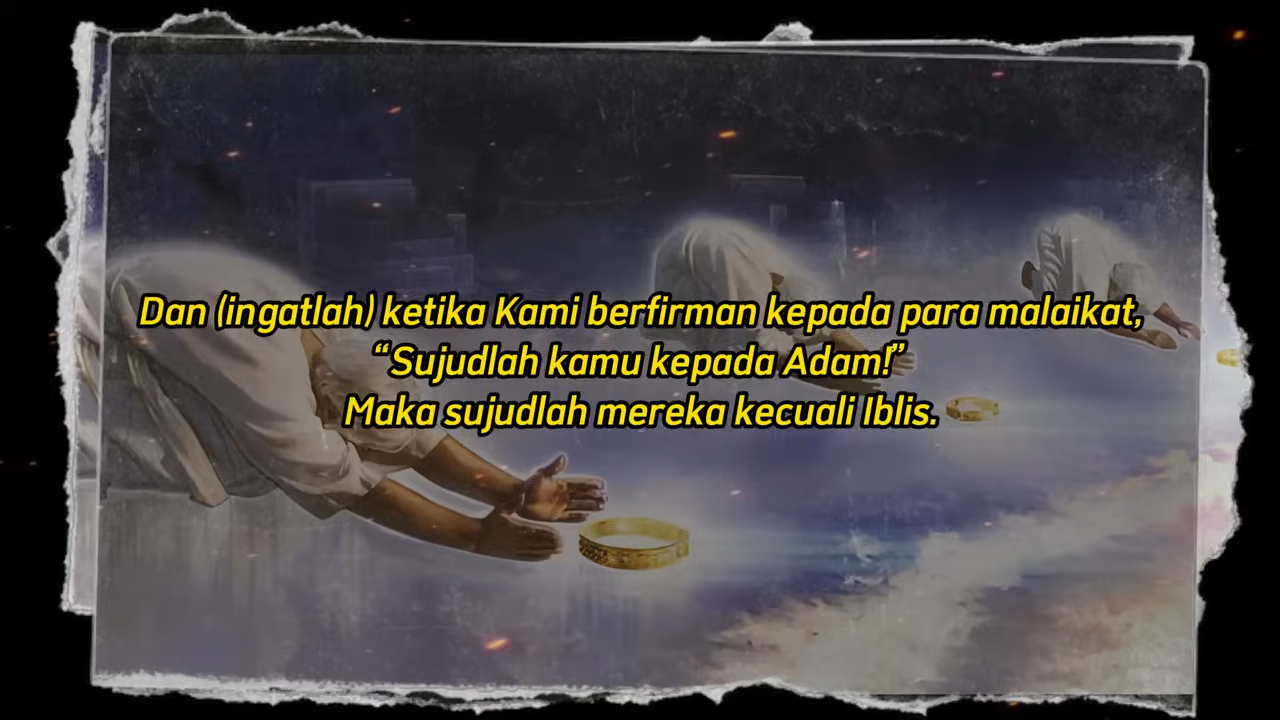 Dan (ingatlah) ketika Kami berfirman kepada para malaikat,
“Sujudlah kamu kepada Adam!”
Maka sujudlah mereka kecuali Iblis.